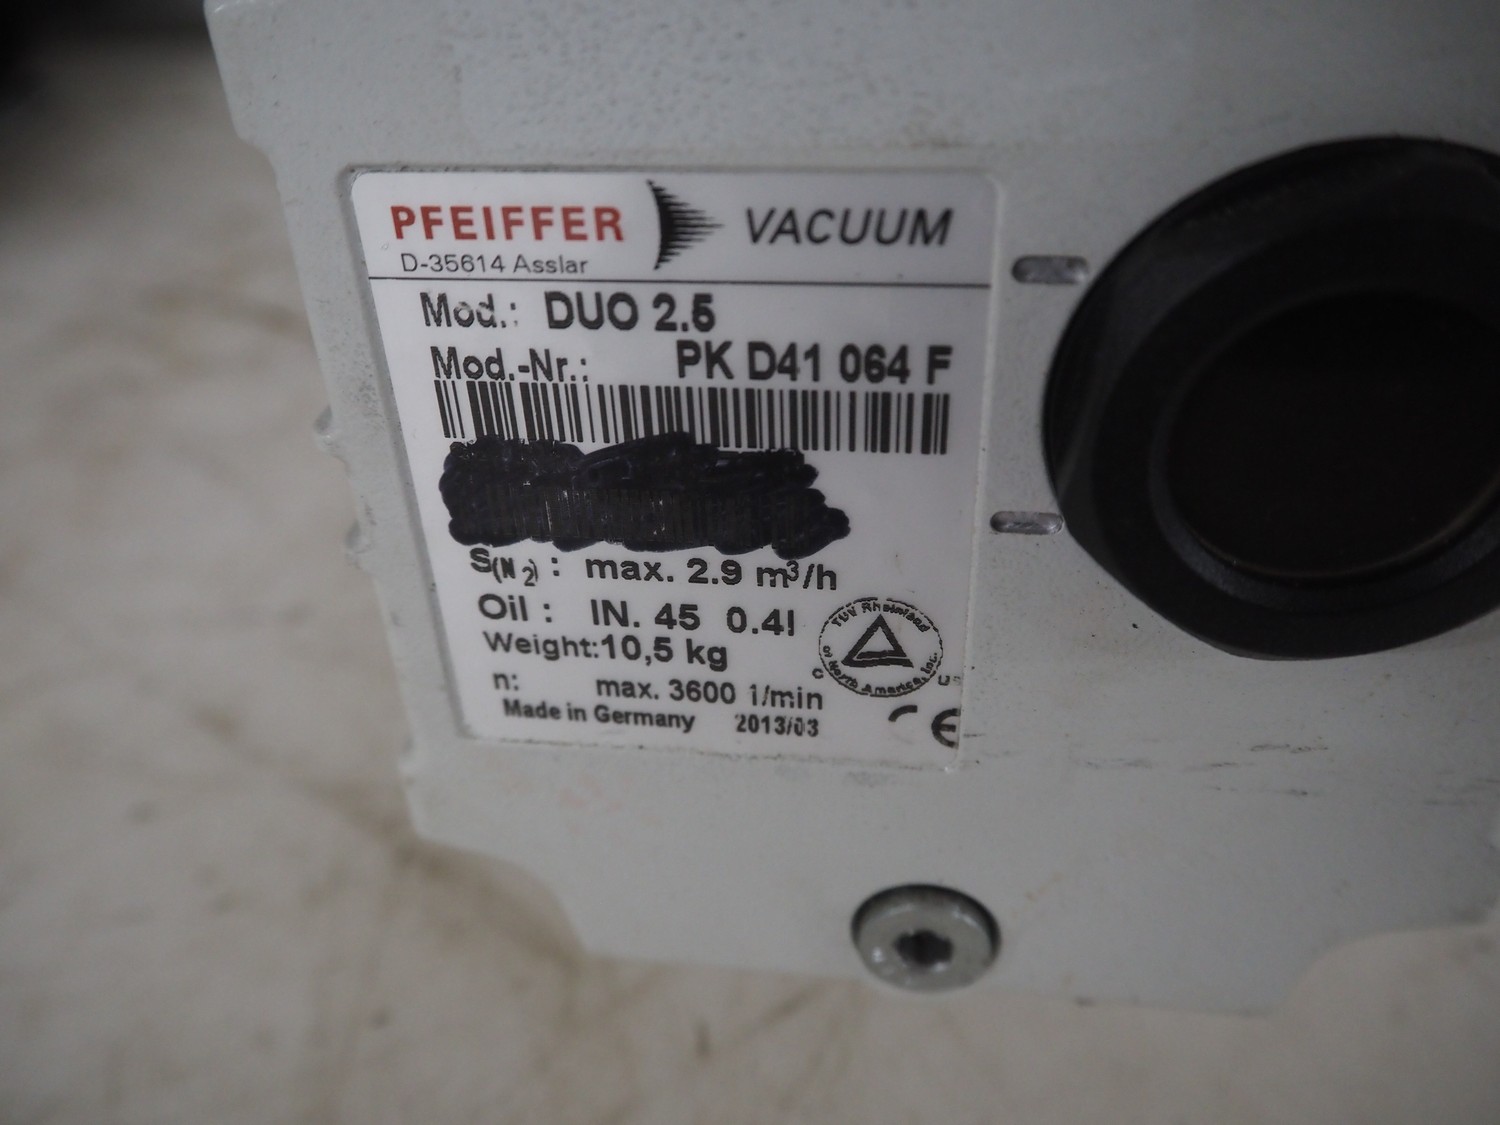 PFEIFFER VACUUM
D-35614 Asslar
Mod.: DUO 2.5
Mod.-Nr.: PK D41 064 F
S(N2) : max. 2.9 m³/h
Oil : IN. 45 0.4l
Weight: 10,5 kg
n: max. 3600 1/min
Made in Germany 2013/03
TÜV Rheinland
of North America, Inc.
C US
CE